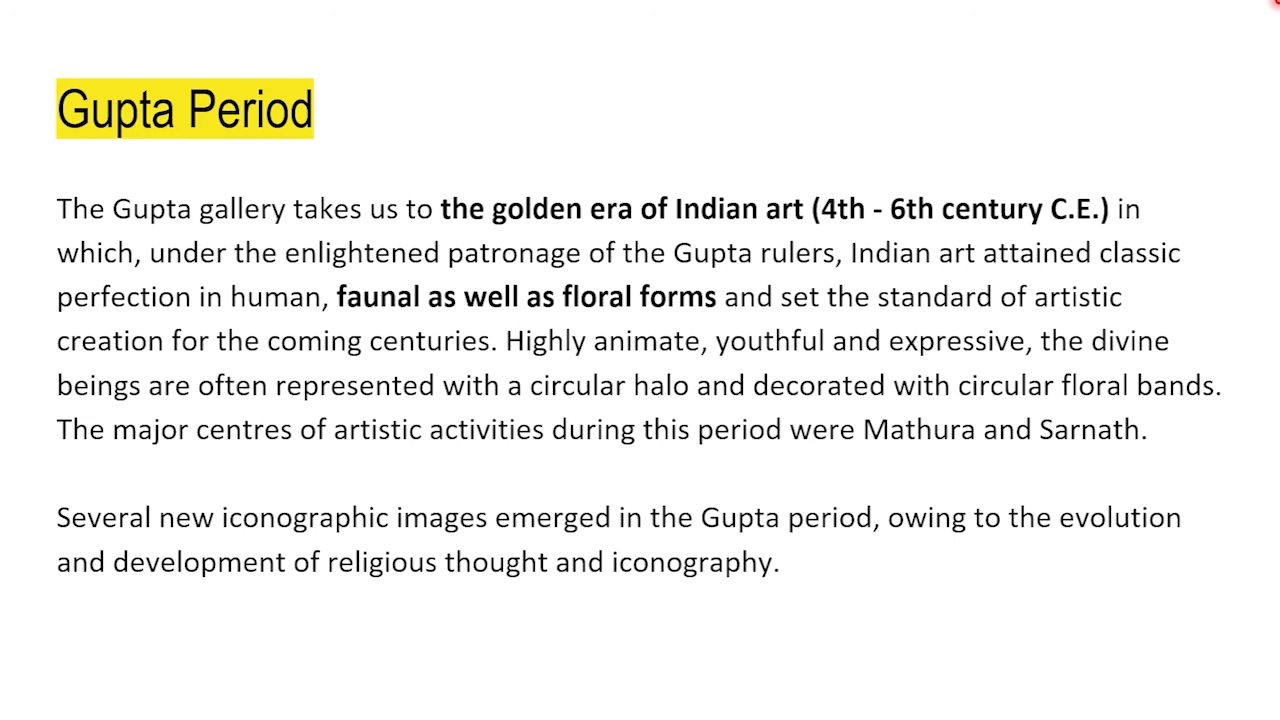 Gupta Period
The Gupta gallery takes us to the golden era of Indian art (4th - 6th century C.E.) in
which, under the enlightened patronage of the Gupta rulers, Indian art attained classic
perfection in human, faunal as well as floral forms and set the standard of artistic
creation for the coming centuries. Highly animate, youthful and expressive, the divine
beings are often represented with a circular halo and decorated with circular floral bands.
The major centres of artistic activities during this period were Mathura and Sarnath.
Several new iconographic images emerged in the Gupta period, owing to the evolution
and development of religious thought and iconography.